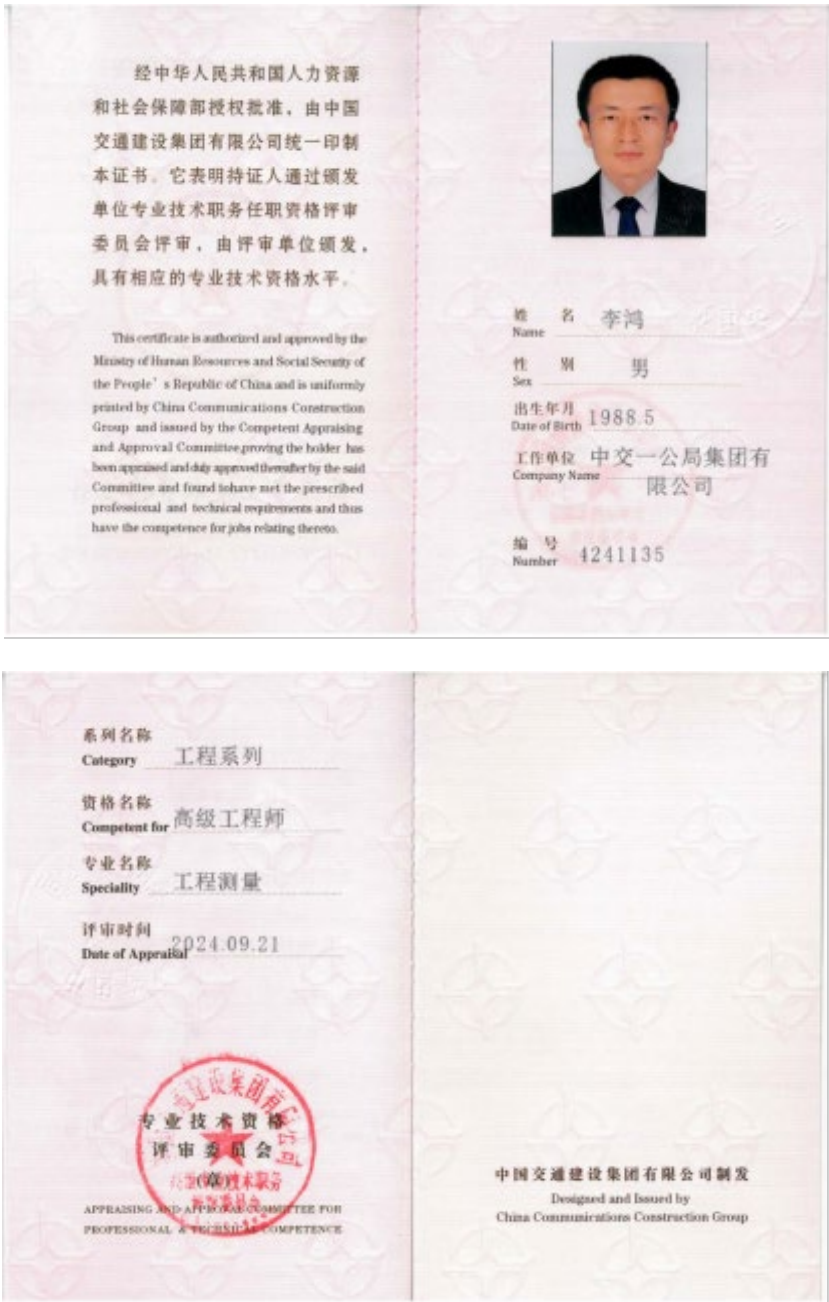 经中华人民共和国人力资源
和社会保障部授权批准，由中国
交通建设集团有限公司统一印制
本证书。它表明持证人通过颁发
单位专业技术职务任职资格评审
委员会评审，由评审单位颁发，
具有相应的专业技术资格水平。
This certificate is authorized and approved by the
Ministry of Human Resources and Social Security of
the People’s Republic of China and is uniformly
printed by China Communications Construction
Group and issued by the Competent Appraising
and Approval Committee,proving the holder has
been appraised and duly approved thereafter by the said
Committee and found tohave met the prescribed
professional and technical reqtirements and thus
have the competence for jobs relating thereto.
姓 名 李鸿
Name
性 别 男
Sex
出生年月 1988.5
Date of Birth
工作单位 中交一公局集团有
Company Name 限公司
编 号 4241135
Number
系列名称
Category 工程系列
资格名称
Competent for 高级工程师
专业名称
Speciality 工程测量
评审时间
Date of Appraisal 2024.09.21
建设集团有限公司
专业技术资格
评审委员会
(章)
APPRAISING AND APPROVAL COMMITTEE FOR
PROFESSIONAL & TECHNICAL COMPETENCE
中国交通建设集团有限公司制发
Designed and Issued by
China Communications Construction Group